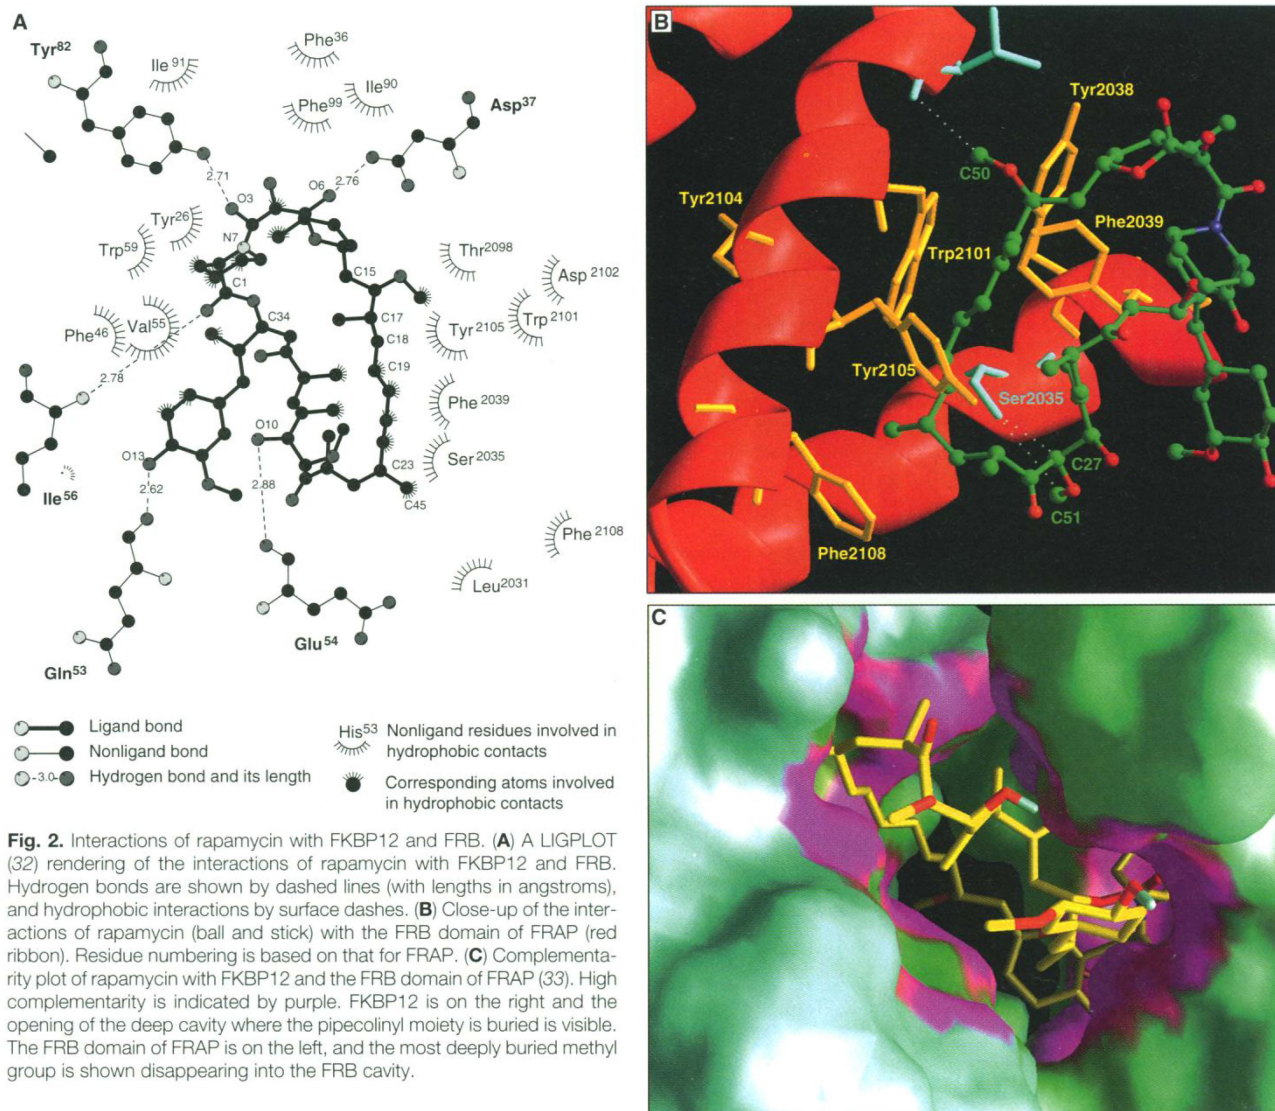 A
Tyr82
Ile 91
Phe36
Ile90
Phe99
Asp37
2.71
2.76
O3
O6
Tyr26
N7
Trp59
C1
C15
Thr2098
Asp 2102
Trp 2101
C17
Tyr 2105
C34
C18
Val55
Phe46
C19
2.78
Phe 2039
O10
O13
Ser2035
C23
C45
Ile56
2.62
2.88
Phe 2108
Leu2031
Glu54
Gln53
Ligand bond
Nonligand bond
3.0 Hydrogen bond and its length
His53 Nonligand residues involved in
hydrophobic contacts
Corresponding atoms involved
in hydrophobic contacts
Fig. 2. Interactions of rapamycin with FKBP12 and FRB. (A) A LIGPLOT
(32) rendering of the interactions of rapamycin with FKBP12 and FRB.
Hydrogen bonds are shown by dashed lines (with lengths in angstroms),
and hydrophobic interactions by surface dashes. (B) Close-up of the inter-
actions of rapamycin (ball and stick) with the FRB domain of FRAP (red
ribbon). Residue numbering is based on that for FRAP. (C) Complementa-
rity plot of rapamycin with FKBP12 and the FRB domain of FRAP (33). High
complementarity is indicated by purple. FKBP12 is on the right and the
opening of the deep cavity where the pipecolinyl moiety is buried is visible.
The FRB domain of FRAP is on the left, and the most deeply buried methyl
group is shown disappearing into the FRB cavity.
B
Tyr2038
C50
Tyr2104
Phe2039
Trp2101
Tyr2105
Ser2035
C27
C51
Phe2108
C